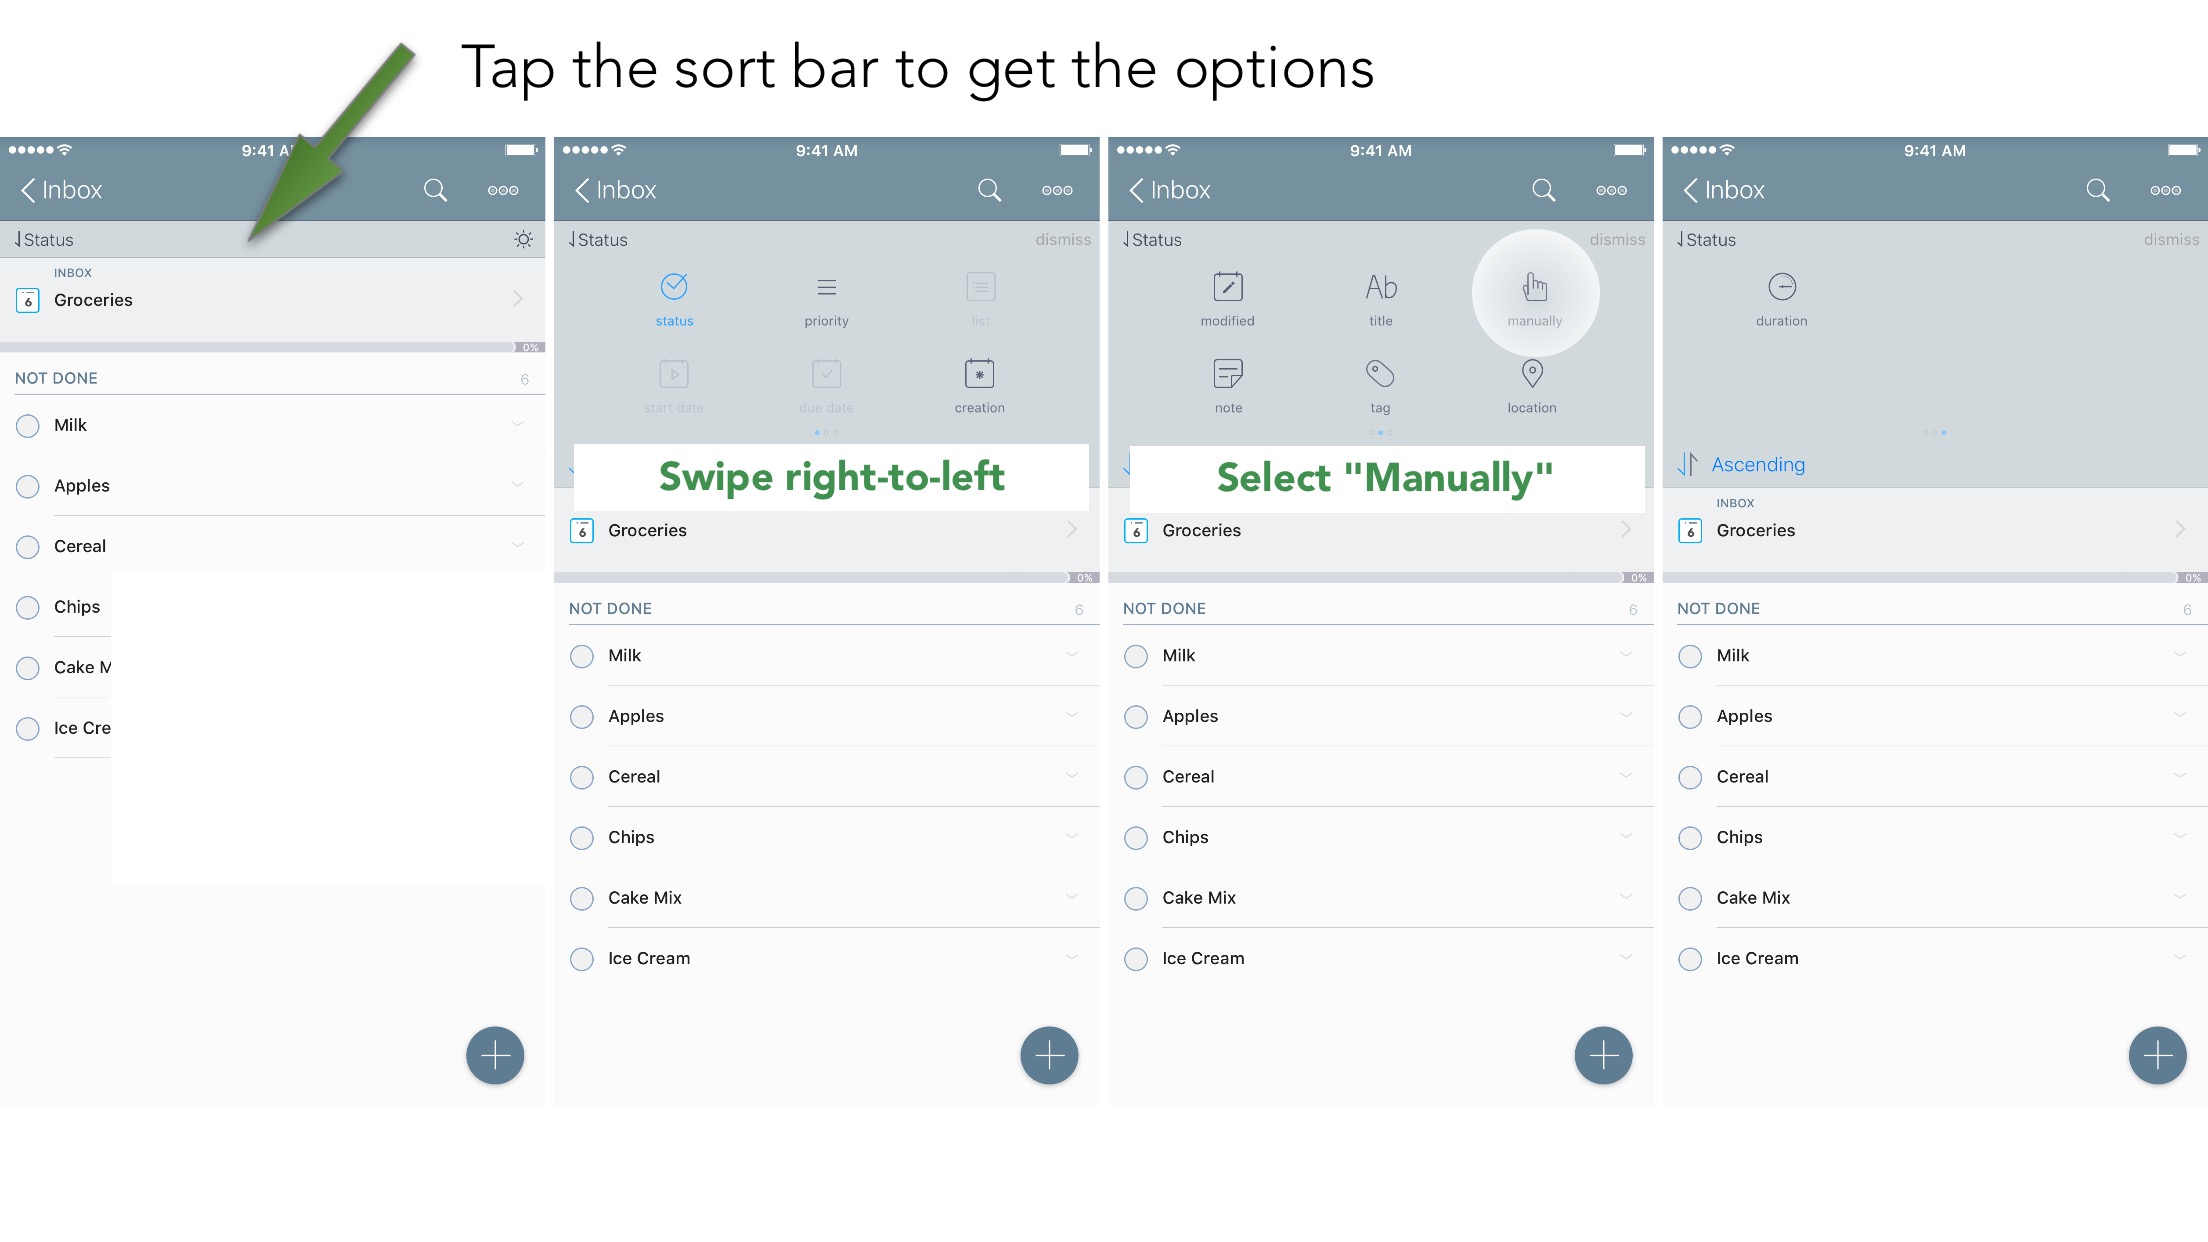 Tap the sort bar to get the options
9:41 A
Inbox
Status
INBOX
6
Groceries
0%
NOT DONE 6
Milk
Apples
Cereal
Chips
Cake M
Ice Cre
9:41 AM
Inbox
Status dismiss
status priority list
start date due date creation
Swipe right-to-left
6
Groceries
0%
NOT DONE 6
Milk
Apples
Cereal
Chips
Cake Mix
Ice Cream
9:41 AM
Inbox
Status dismiss
Ab
modified title manually
note tag location
Select "Manually"
6
Groceries
0%
NOT DONE 6
Milk
Apples
Cereal
Chips
Cake Mix
Ice Cream
9:41 AM
Inbox
Status dismiss
duration
Ascending
INBOX
6
Groceries
0%
NOT DONE 6
Milk
Apples
Cereal
Chips
Cake Mix
Ice Cream